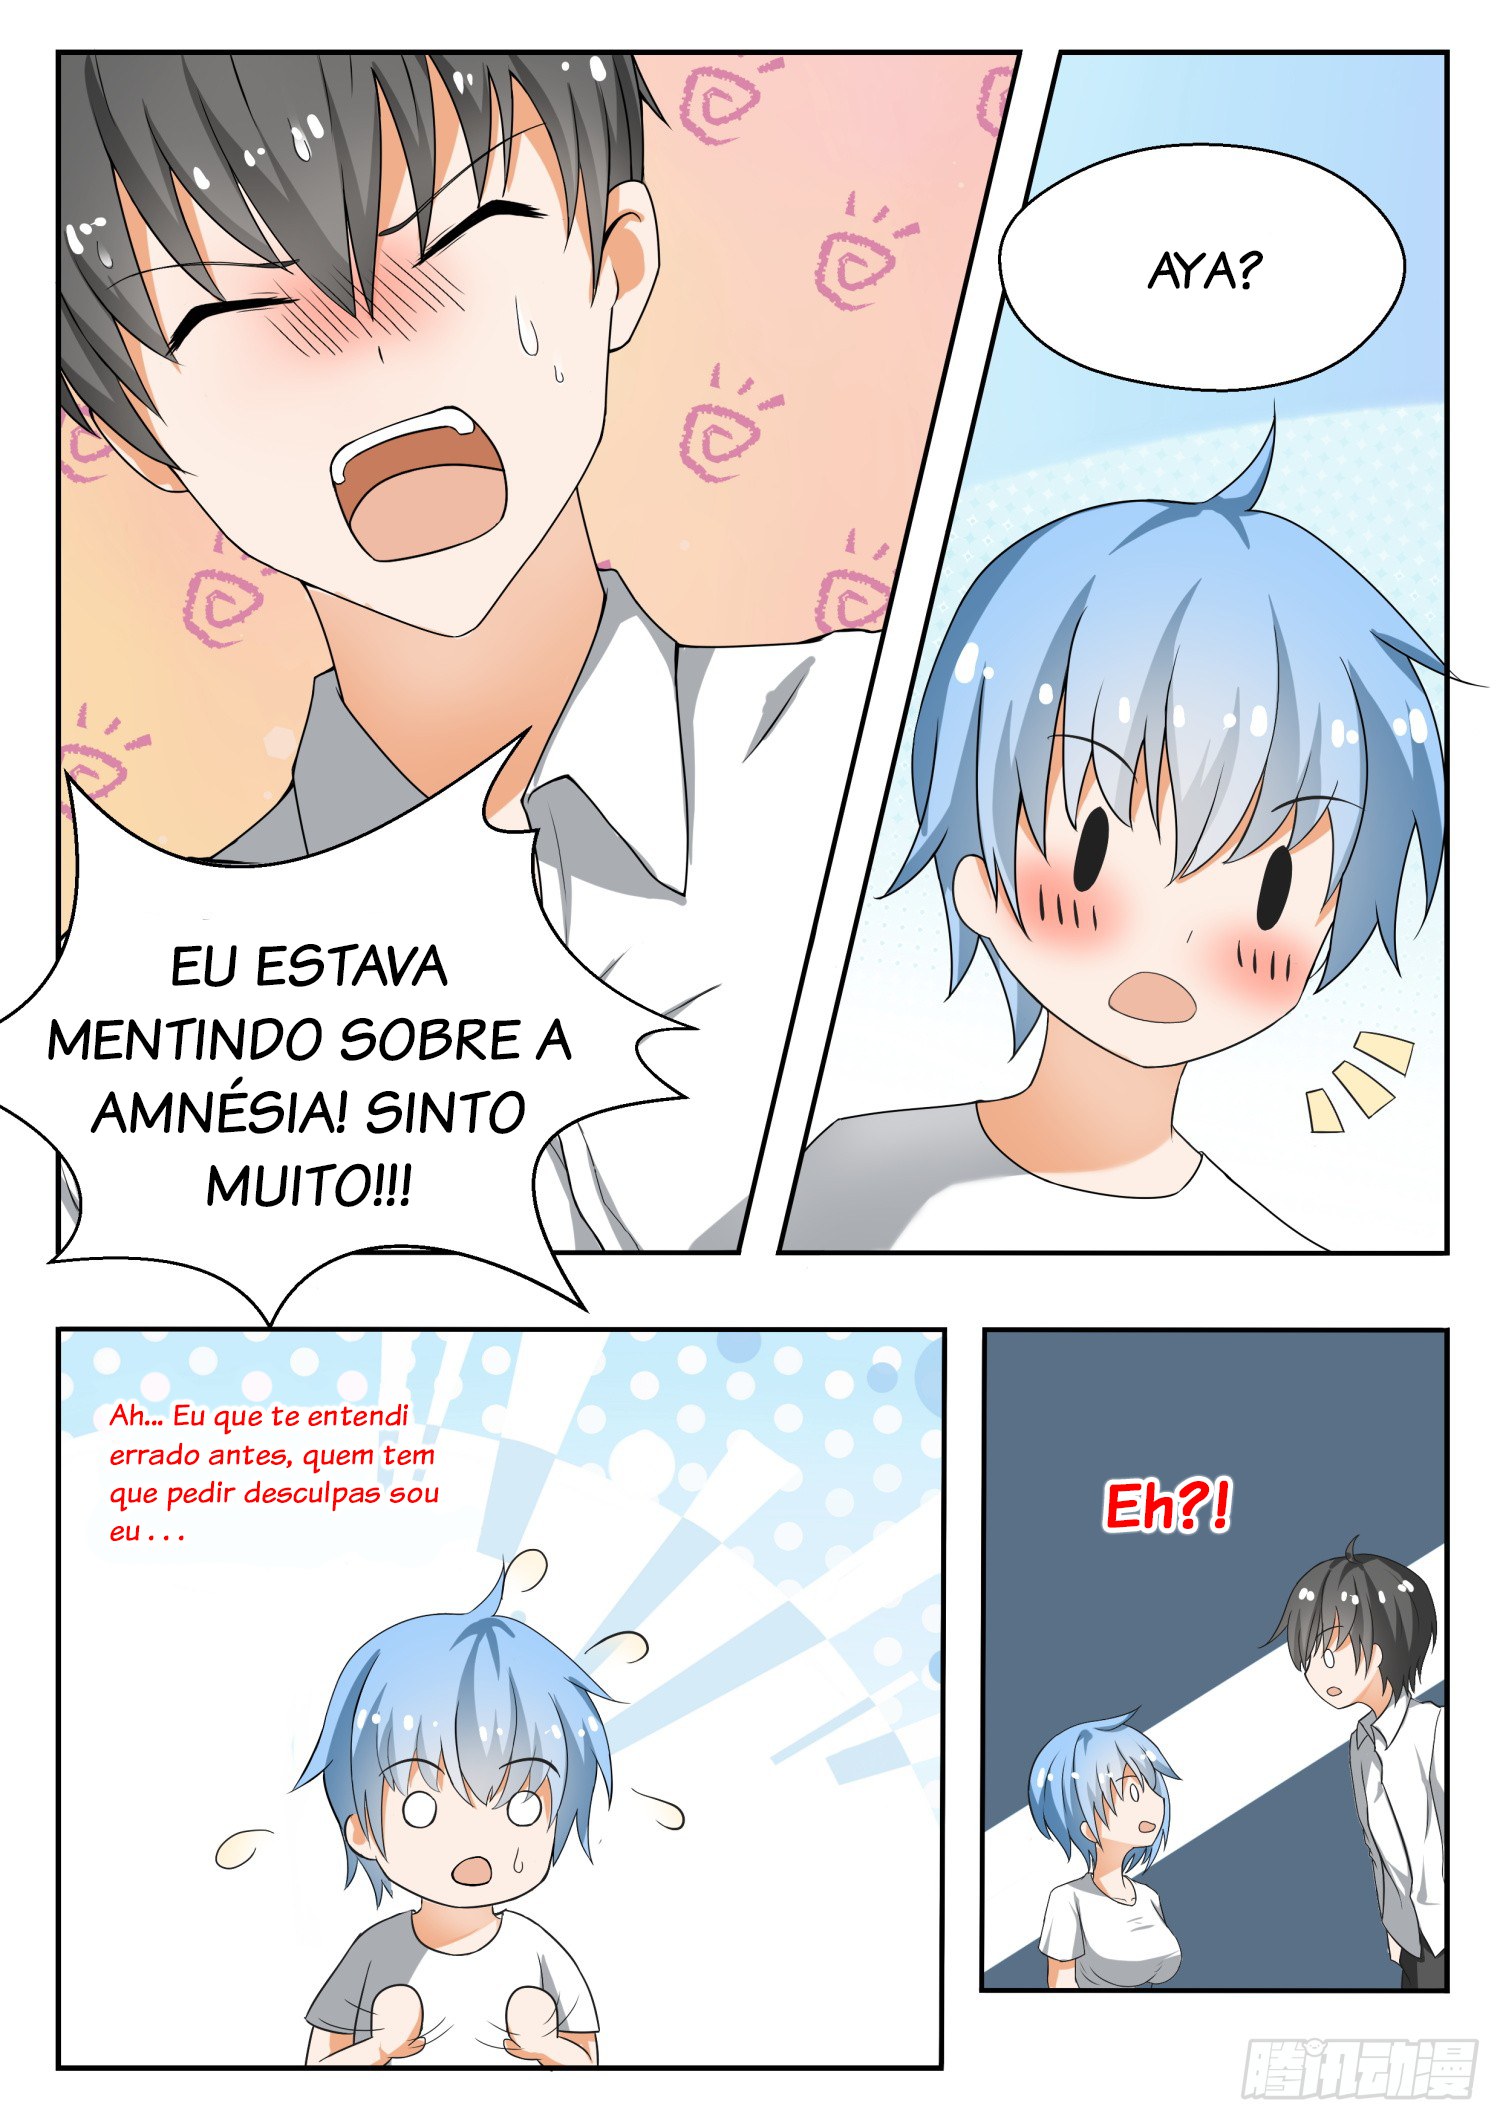 EU ESTAVA
MENTINDO SOBRE A
AMNÉSIA! SINTO
MUITO!!!
AYA?
Ah... Eu que te entendi
errado antes, quem tem
que pedir desculpas sou
eu . . .
Eh?!
腾讯动漫